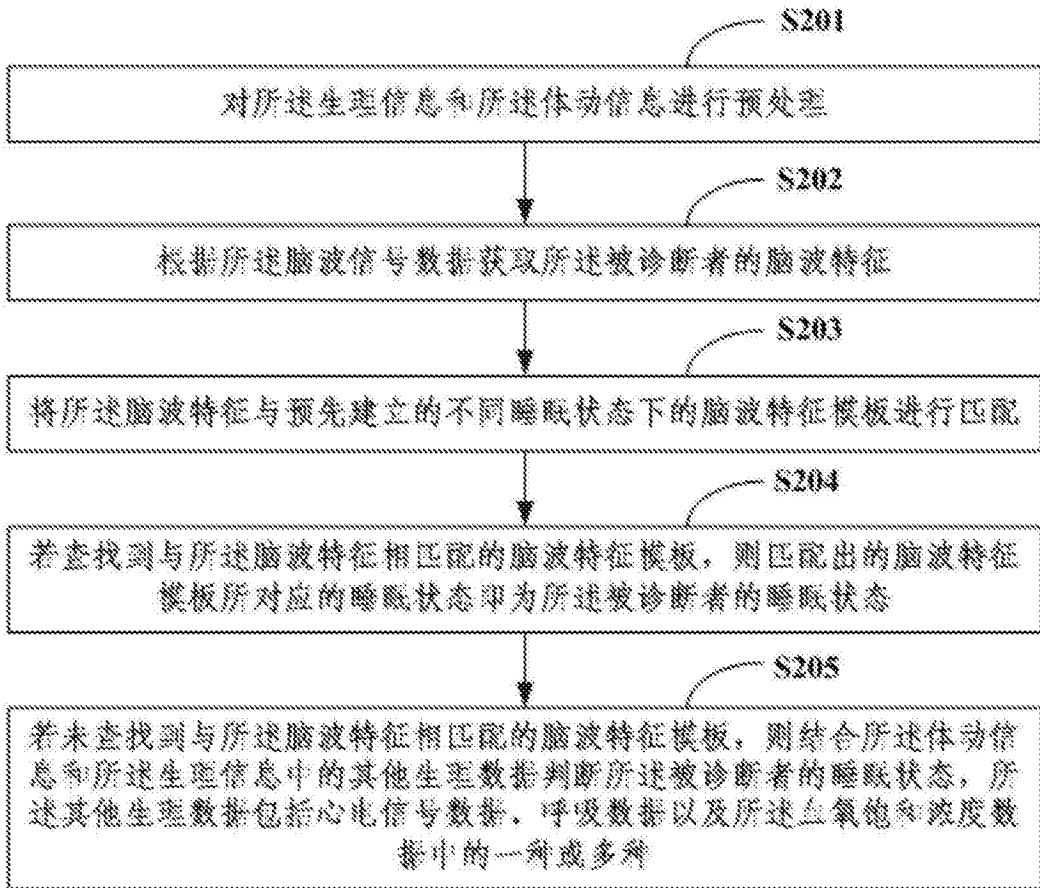 S201
对所述生理信息和所述体动信息进行预处理
S202
根据所述脑波信号数据获取所述被诊断者的脑波特征
S203
将所述脑波特征与预先建立的不同睡眠状态下的脑波特征模板进行匹配
S204
若查找到与所述脑波特征相匹配的脑波特征模板，则匹配出的脑波特征
模板所对应的睡眠状态即为所述被诊断者的睡眠状态
S205
若未查找到与所述脑波特征相匹配的脑波特征模板，则结合所述体动信
息和所述生理信息中的其他生理数据判断所述被诊断者的睡眠状态，所
述其他生理数据包括心电信号数据、呼吸数据以及所述血氧饱和浓度数
据中的一种或多种